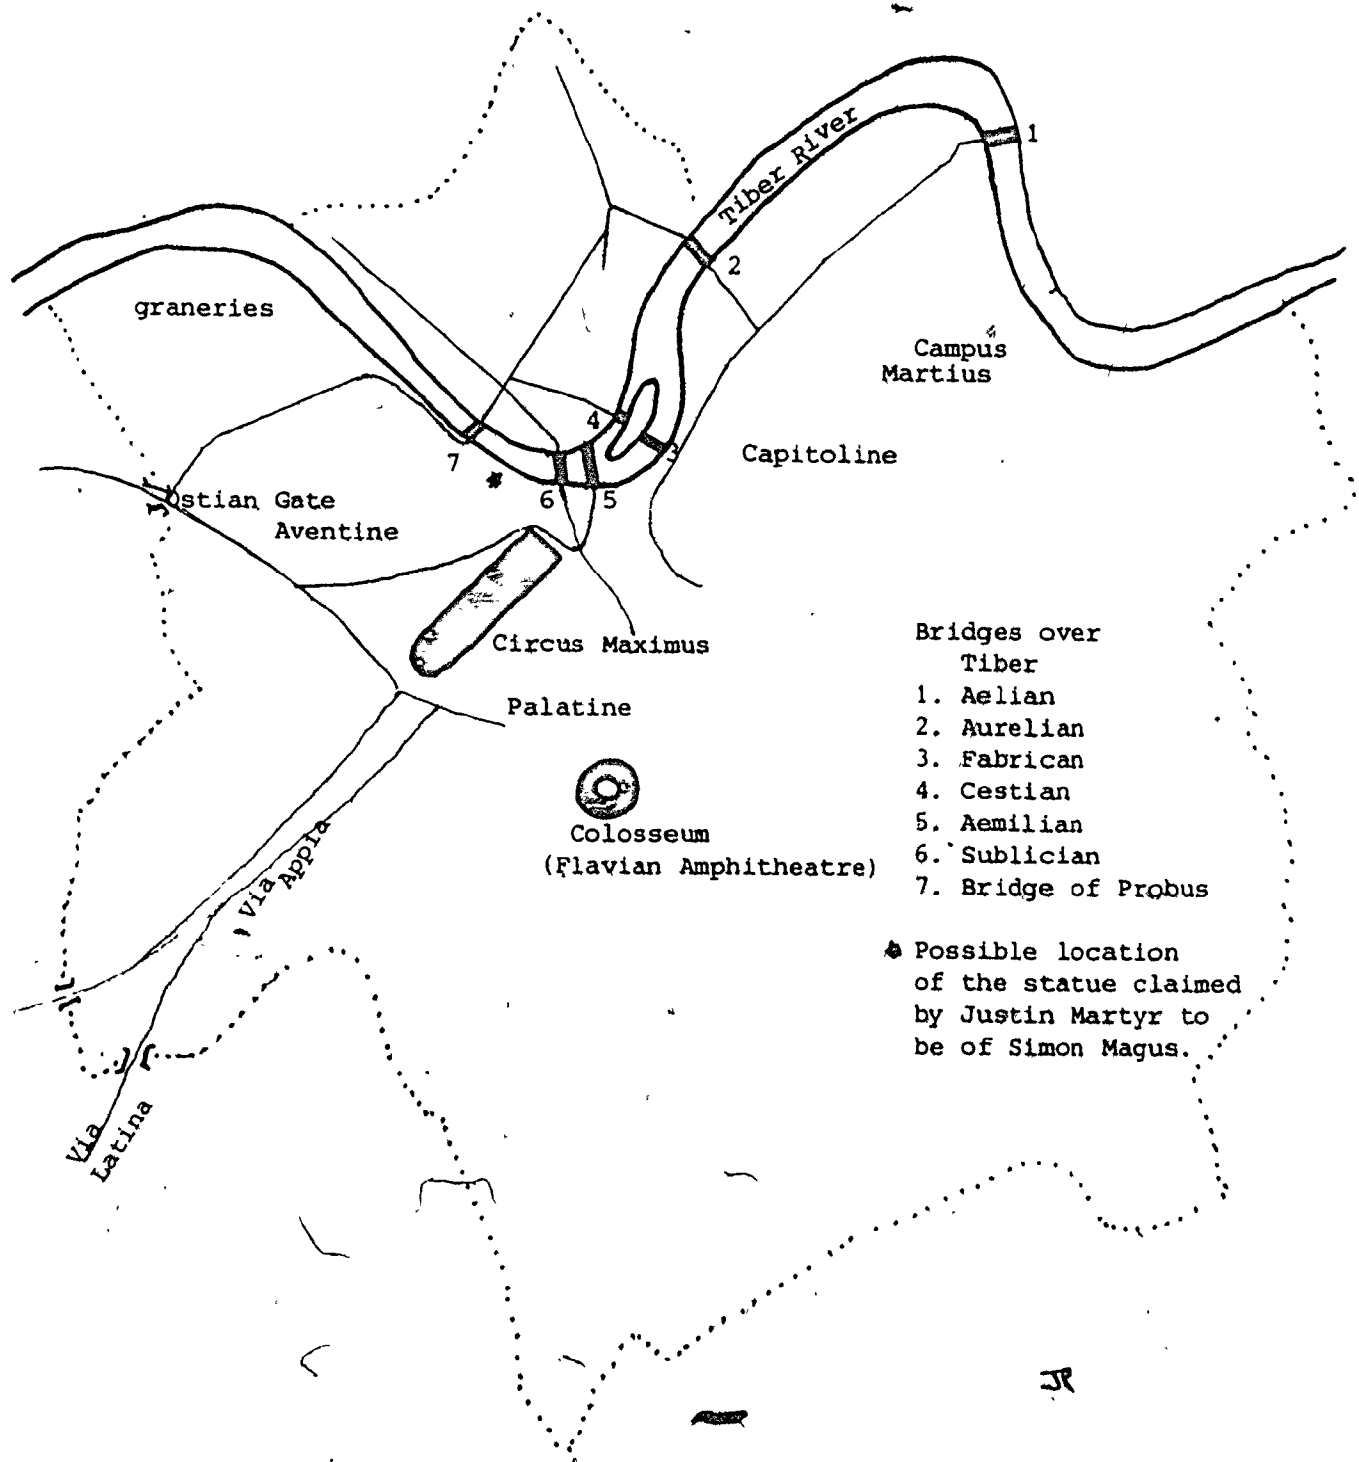 Tiber River
1
2
graneries
Campus
Martius
4
3
Capitoline
7
6
5
Ostian Gate
Aventine
Circus Maximus
Palatine
Colosseum
(Flavian Amphitheatre)
Via Appia
Via
Latina
Bridges over
Tiber
1. Aelian
2. Aurelian
3. Fabrican
4. Cestian
5. Aemilian
6. Sublician
7. Bridge of Probus
* Possible location
of the statue claimed
by Justin Martyr to
be of Simon Magus.
JP